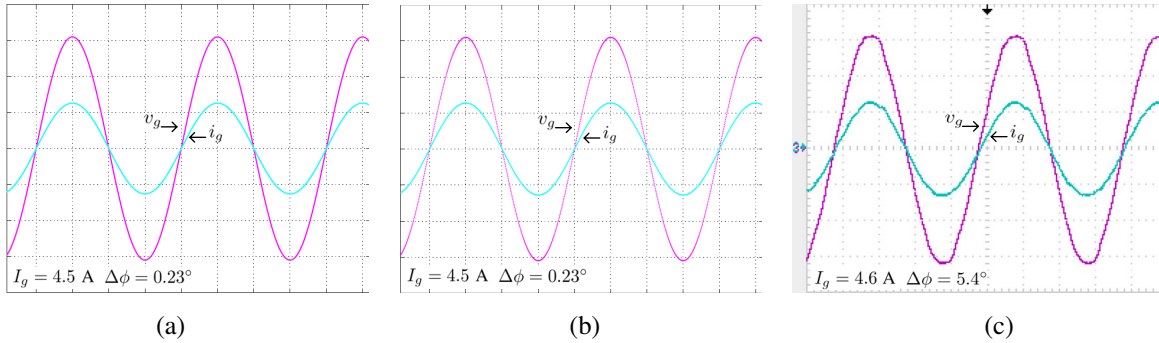 v_g→
←i_g
I_g = 4.5 A Δϕ = 0.23°
(a)
v_g→
←i_g
I_g = 4.5 A Δϕ = 0.23°
(b)
v_g→
←i_g
3
I_g = 4.6 A Δϕ = 5.4°
(c)